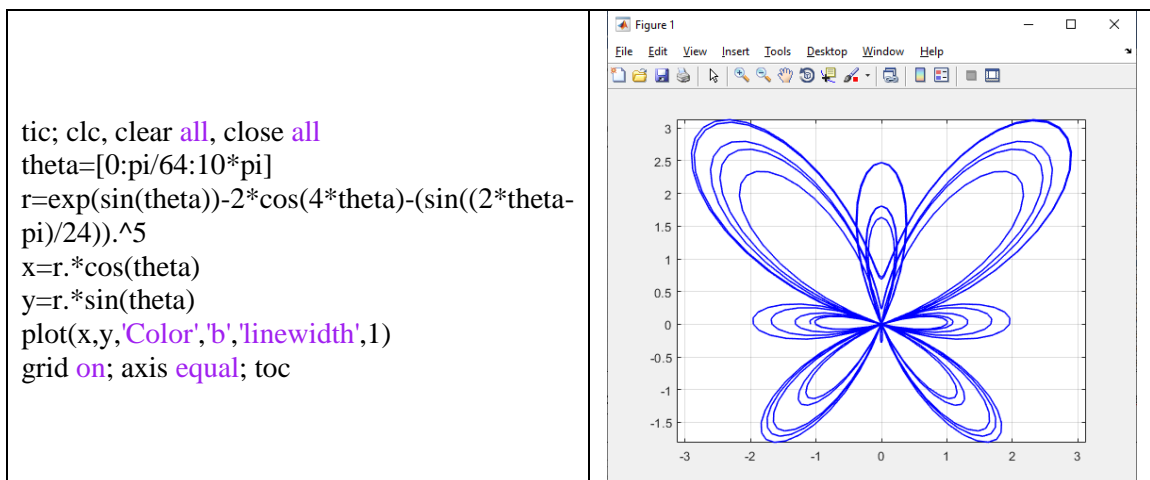 tic; clc, clear all, close all
theta=[0:pi/64:10*pi]
r=exp(sin(theta))-2*cos(4*theta)-(sin((2*theta-
pi)/24)).^5
x=r.*cos(theta)
y=r.*sin(theta)
plot(x,y,'Color','b','linewidth',1)
grid on; axis equal; toc
Figure 1
File Edit View Insert Tools Desktop Window Help
3
2.5
2
1.5
1
0.5
0
-0.5
-1
-1.5
-3 -2 -1 0 1 2 3